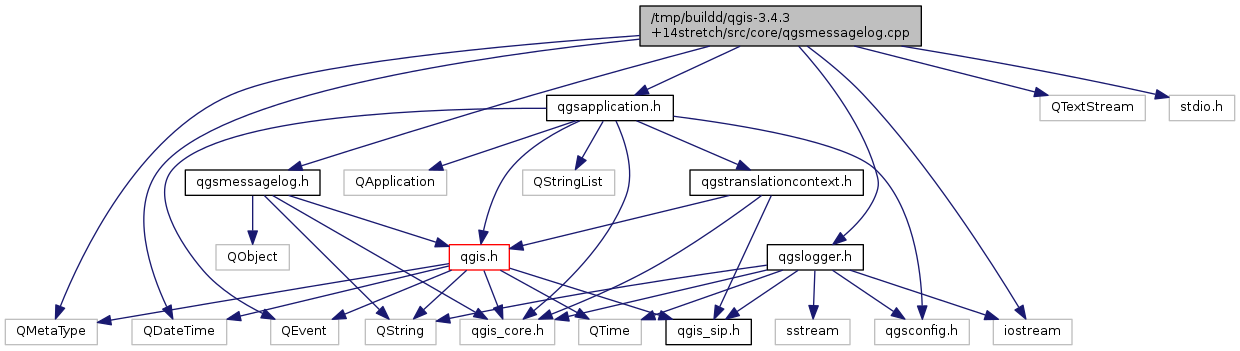 /tmp/buildd/qgis-3.4.3
+14stretch/src/core/qgsmessagelog.cpp
qgsapplication.h
QTextStream
stdio.h
qgsmessagelog.h
QApplication
QStringList
qgstranslationcontext.h
QObject
qgis.h
qgslogger.h
QMetaType
QDateTime
QEvent
QString
qgis_core.h
QTime
qgis_sip.h
sstream
qgsconfig.h
iostream